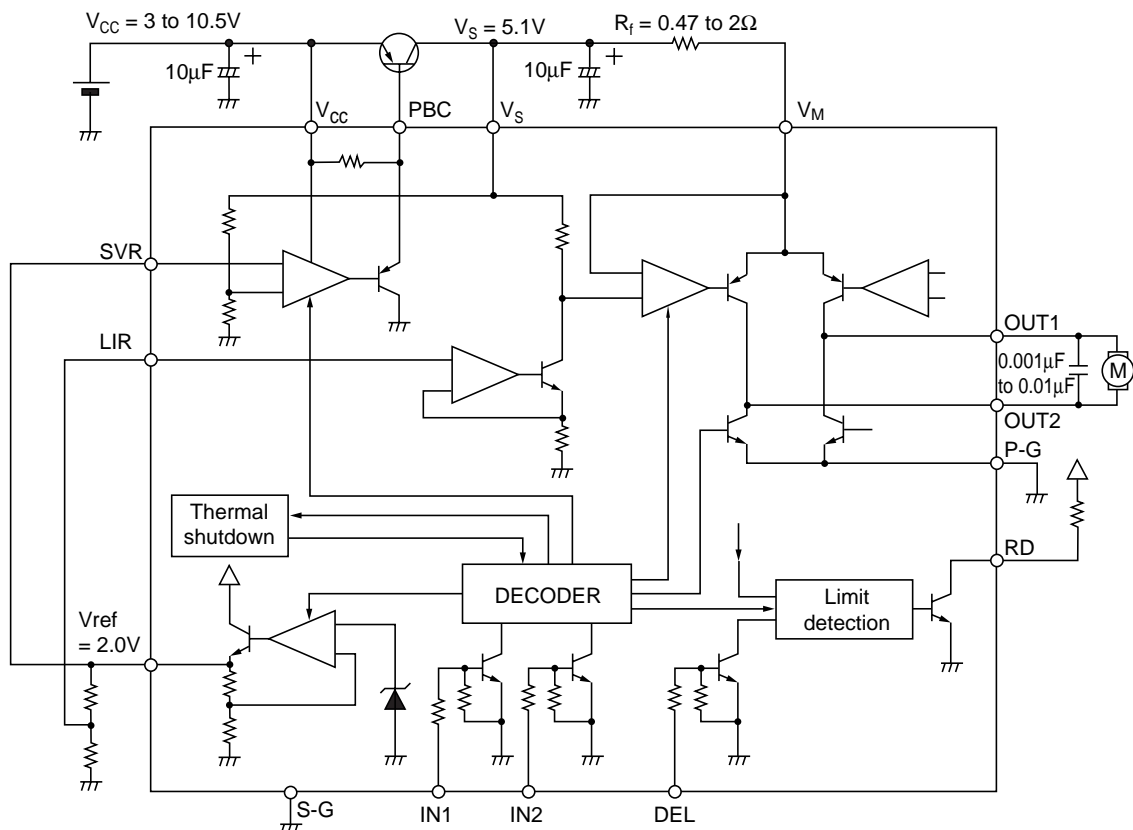 V_CC = 3 to 10.5V
V_S = 5.1V
R_f = 0.47 to 2Ω
10μF
+
10μF
+
V_CC
PBC
V_S
V_M
SVR
LIR
OUT1
0.001μF
to 0.01μF
M
OUT2
P-G
RD
Thermal
shutdown
DECODER
Limit
detection
Vref
= 2.0V
S-G
IN1
IN2
DEL